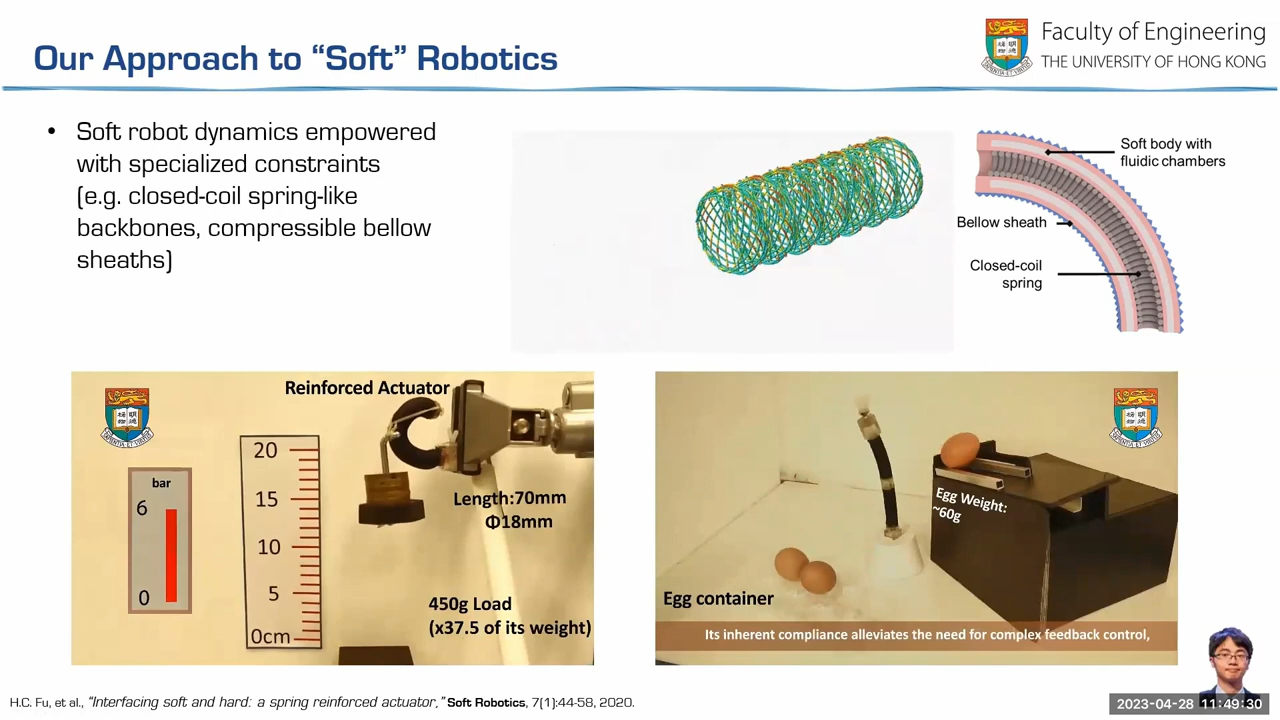 Our Approach to “Soft” Robotics
Faculty of Engineering
THE UNIVERSITY OF HONG KONG
• Soft robot dynamics empowered
with specialized constraints
(e.g. closed-coil spring-like
backbones, compressible bellow
sheaths)
Soft body with
fluidic chambers
Bellow sheath
Closed-coil
spring
Reinforced Actuator
bar
6
0
20
15
10
5
0cm
Length:70mm
Φ18mm
450g Load
(x37.5 of its weight)
Egg Weight:
~60g
Egg container
Its inherent compliance alleviates the need for complex feedback control,
H.C. Fu, et al., “Interfacing soft and hard: a spring reinforced actuator,” Soft Robotics, 7(1):44-58, 2020.
2023-04-28 11:49:30